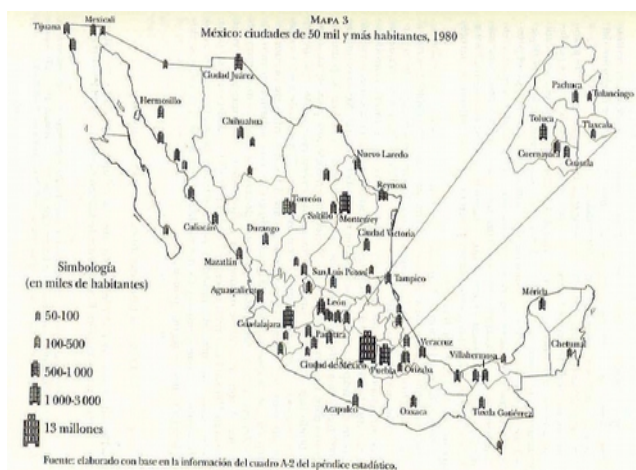 MAPA 3
México: ciudades de 50 mil y más habitantes, 1980
Tijuana
Mexicali
Ciudad Juárez
Hermosillo
Chihuahua
Nuevo Laredo
Reynosa
Torreón
Saltillo
Monterrey
Culiacán
Durango
Ciudad Victoria
Mazatlán
San Luis Potosí
Tampico
Aguascalientes
León
Guadalajara
Pachuca
Ciudad de México
Puebla
Orizaba
Veracruz
Villahermosa
Mérida
Chetumal
Acapulco
Oaxaca
Tuxtla Gutiérrez
Pachuca
Tulancingo
Toluca
Tlaxcala
Cuernavaca
Cuautla
Simbología
(en miles de habitantes)
50-100
100-500
500-1 000
1 000-3 000
13 millones
Fuente: elaborado con base en la información del cuadro A-2 del apéndice estadístico.